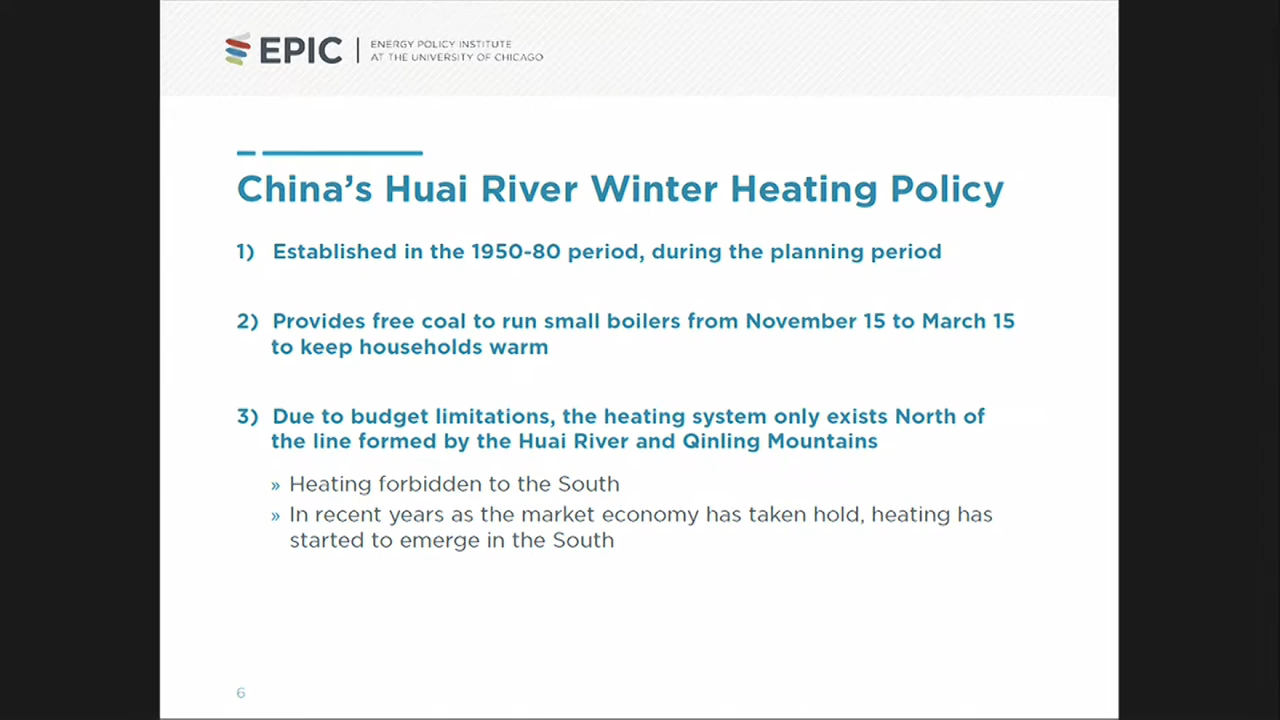 EPIC
ENERGY POLICY INSTITUTE
AT THE UNIVERSITY OF CHICAGO
China's Huai River Winter Heating Policy
1) Established in the 1950-80 period, during the planning period
2) Provides free coal to run small boilers from November 15 to March 15
to keep households warm
3) Due to budget limitations, the heating system only exists North of
the line formed by the Huai River and Qinling Mountains
» Heating forbidden to the South
» In recent years as the market economy has taken hold, heating has
started to emerge in the South
6